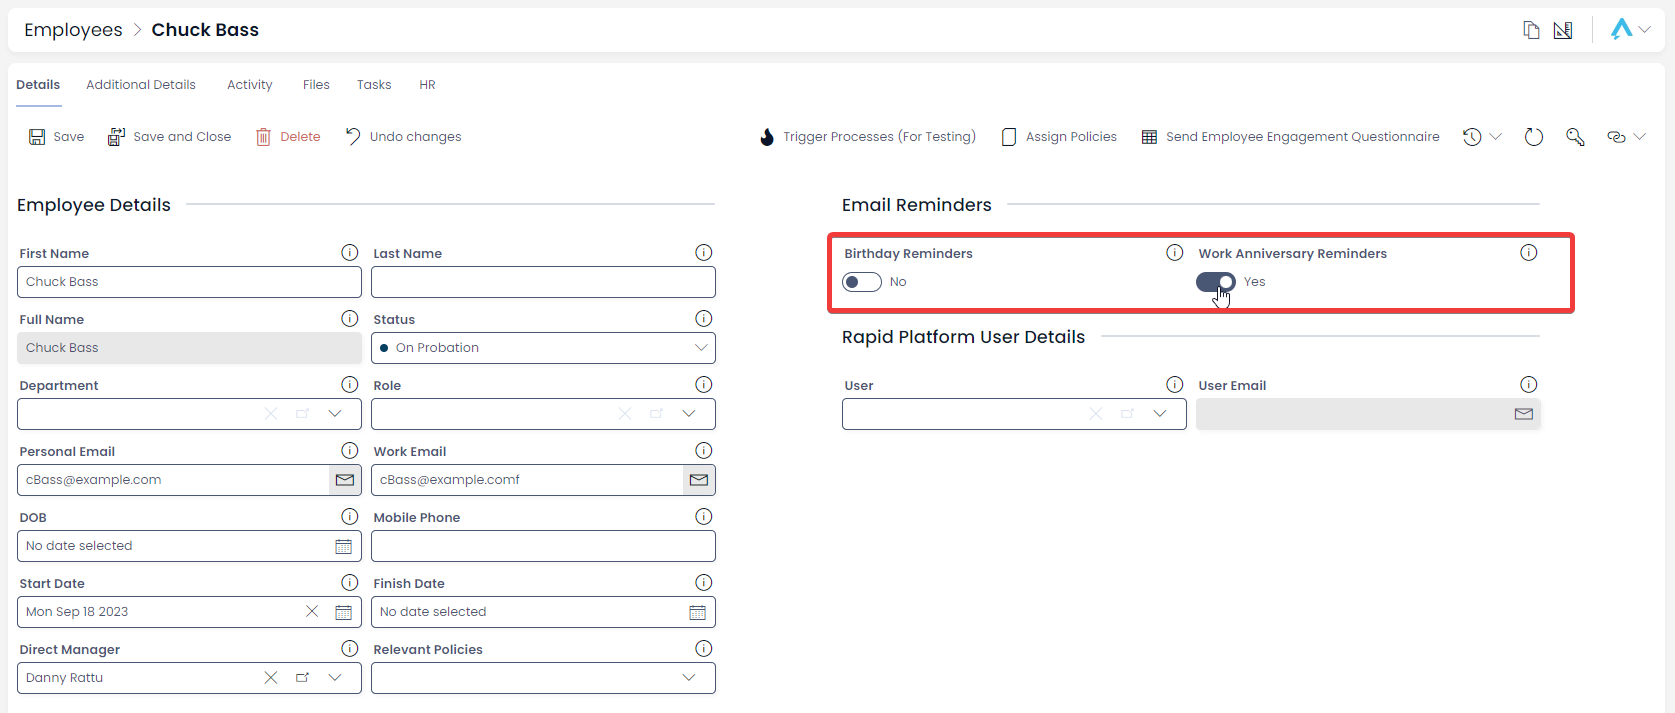 Employees > Chuck Bass
Details Additional Details Activity Files Tasks HR
Save Save and Close Delete Undo changes Trigger Processes (For Testing) Assign Policies Send Employee Engagement Questionnaire
Employee Details
First Name Last Name
Chuck Bass
Full Name Status
Chuck Bass On Probation
Department Role
Personal Email Work Email
cBass@example.com cBass@example.comf
DOB Mobile Phone
No date selected
Start Date Finish Date
Mon Sep 18 2023 No date selected
Direct Manager Relevant Policies
Danny Rattu
Email Reminders
Birthday Reminders Work Anniversary Reminders
No Yes
Rapid Platform User Details
User User Email